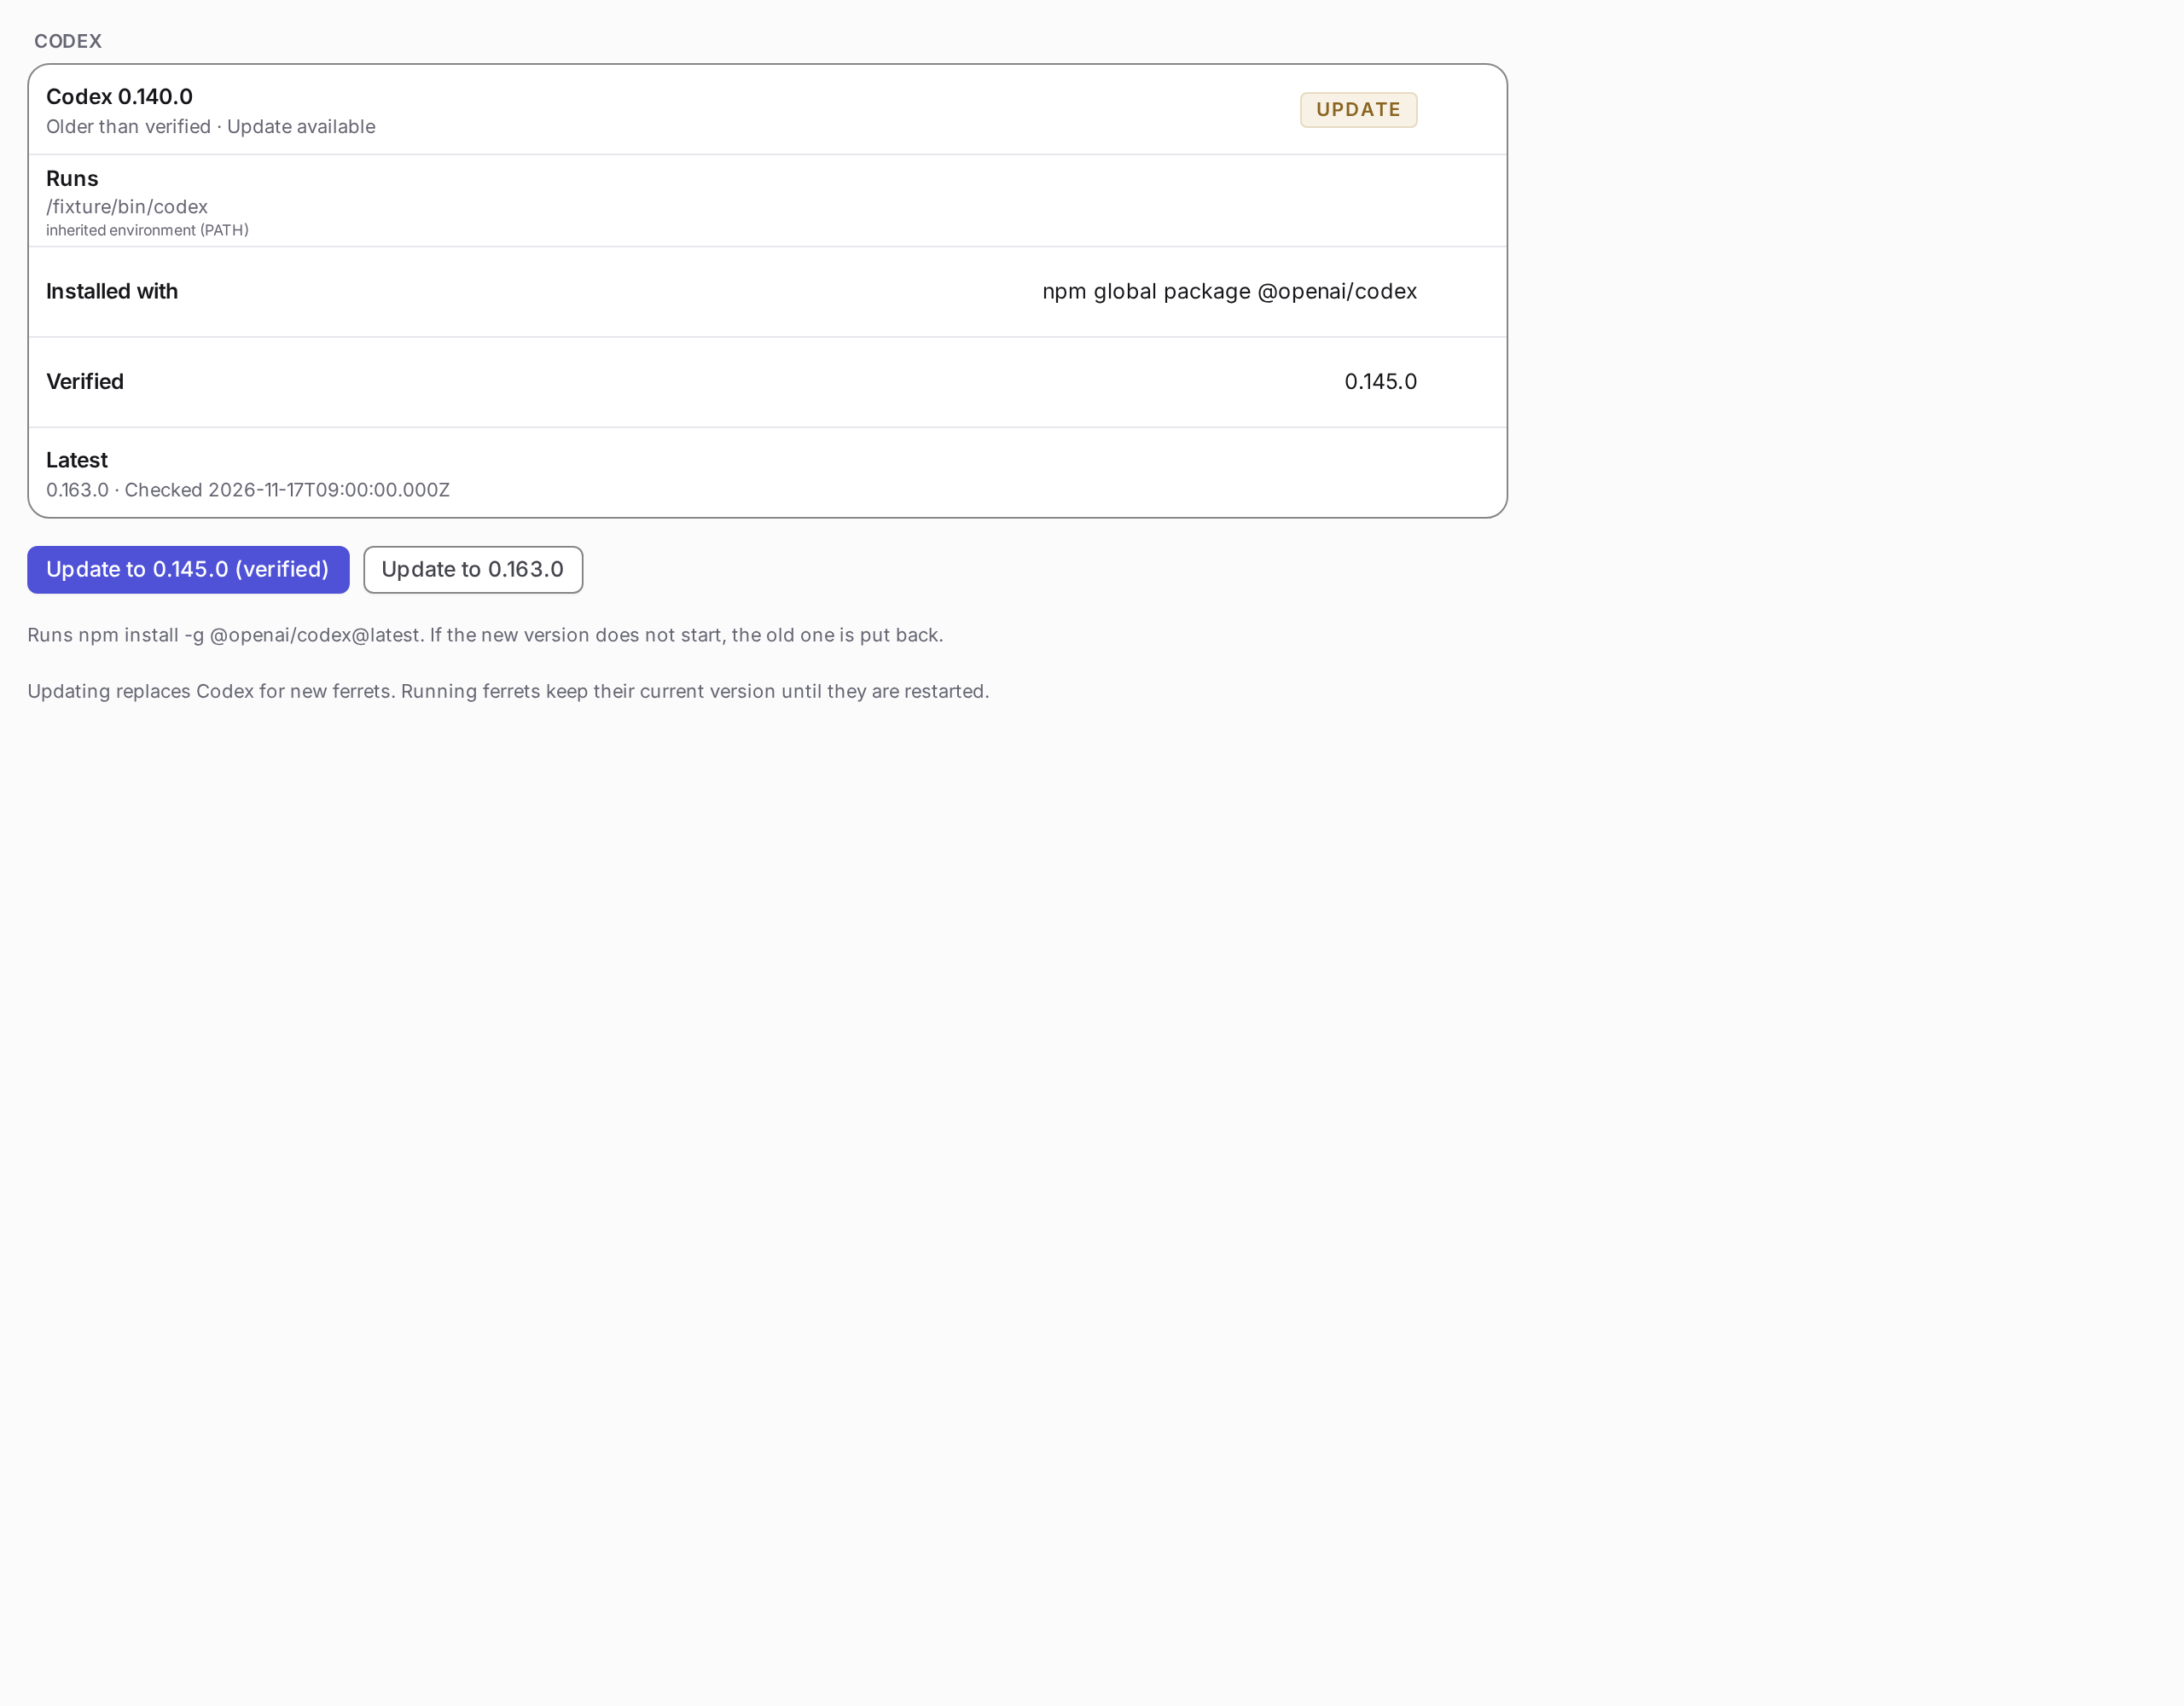 CODEX
Codex 0.140.0
Older than verified · Update available
UPDATE
Runs
/fixture/bin/codex
inherited environment (PATH)
Installed with
npm global package @openai/codex
Verified
0.145.0
Latest
0.163.0 · Checked 2026-11-17T09:00:00.000Z
Update to 0.145.0 (verified)
Update to 0.163.0
Runs npm install -g @openai/codex@latest. If the new version does not start, the old one is put back.
Updating replaces Codex for new ferrets. Running ferrets keep their current version until they are restarted.